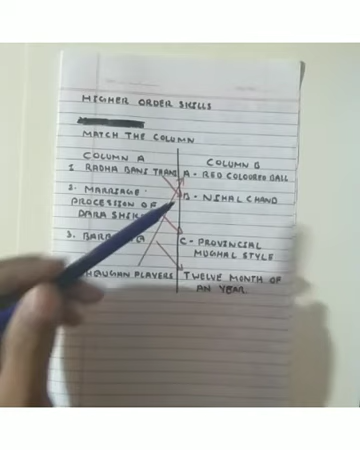 HIGHER ORDER SKILLS
MATCH THE COLUMN
COLUMN A
COLUMN B
1 RADHA BANI THANI
A - RED COLOURED BALL
2. MARRIAGE
PROCESSION OF
DARA
B - NIHAL CHAND
3.
C - PROVINCIAL
MUGHAL STYLE
PLAYERS
TWELVE MONTH OF
AN YEAR.